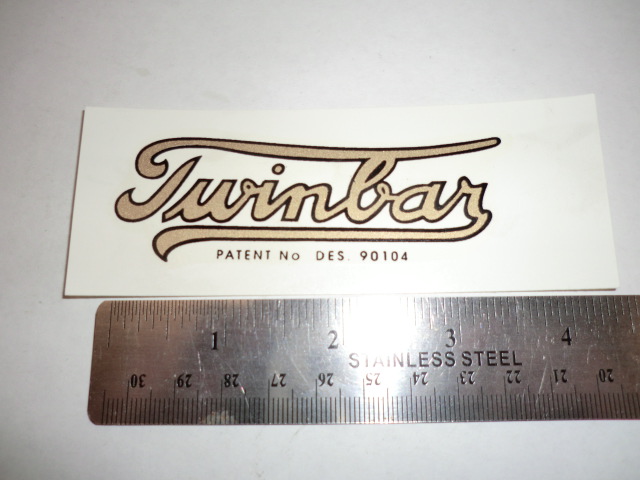 Twinbar
PATENT No DES. 90104
1 2 3 4
STAINLESS STEEL
30 29 28 27 26 25 24 23 22 21 20